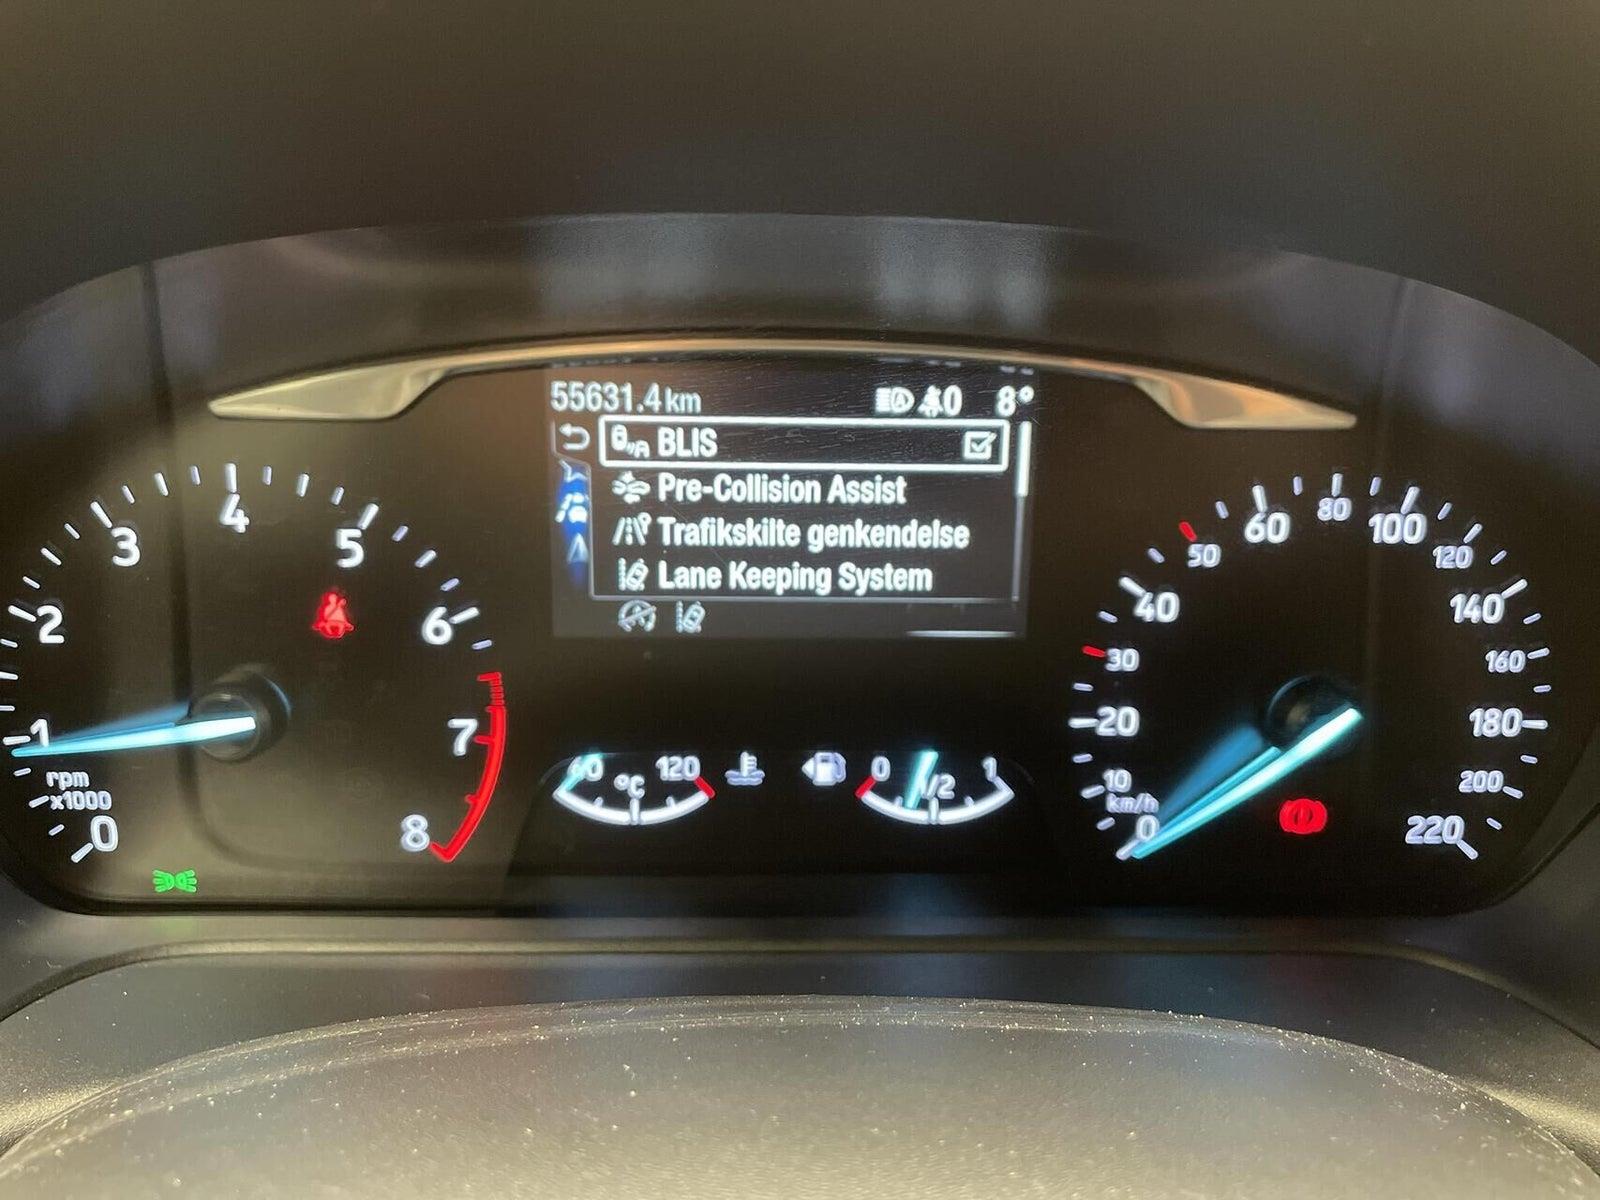 55631.4 km 0 8°
BLIS
Pre-Collision Assist
Trafikskilte genkendelse
Lane Keeping System
0 1 2 3 4 5 6 7 8
rpm
x1000
60 120
°C
0 1/2 1
0 10 20 30 40 50 60 80 100 120 140 160 180 200 220
km/h